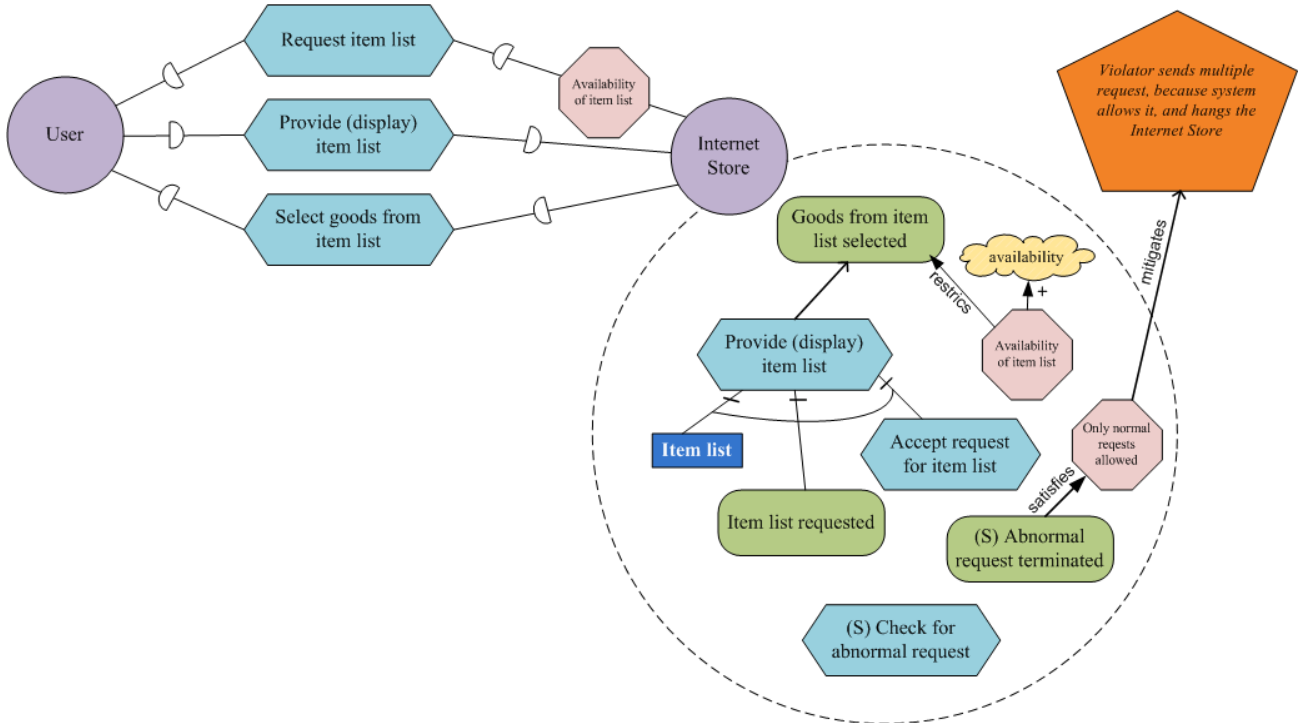 Request item list
Availability
of item list
Violator sends multiple
request, because system
allows it, and hangs the
Internet Store
User
Provide (display)
item list
Internet
Store
Select goods from
item list
Goods from item
list selected
availability
mitigates
restrics
+
Provide (display)
item list
Availability
of item list
Item list
Accept request
for item list
Only normal
reqests
allowed
satisfies
Item list requested
(S) Abnormal
request terminated
(S) Check for
abnormal request